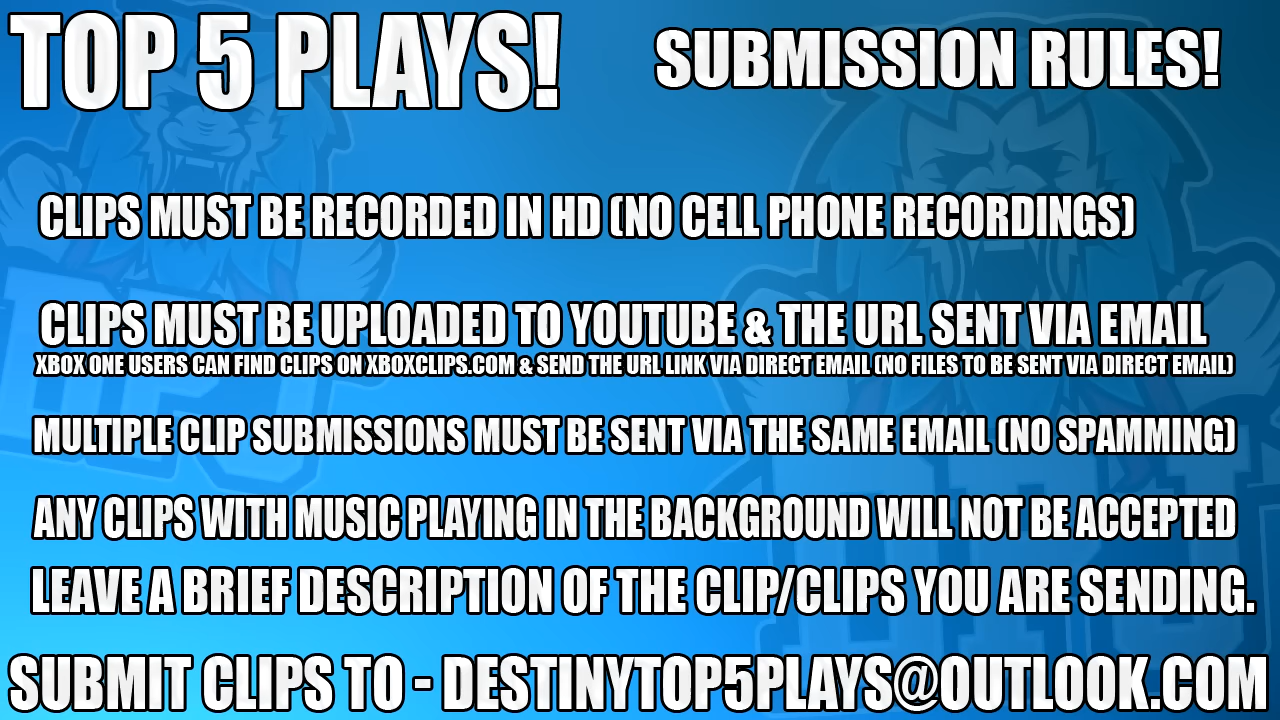 TOP 5 PLAYS!
SUBMISSION RULES!
CLIPS MUST BE RECORDED IN HD (NO CELL PHONE RECORDINGS)
CLIPS MUST BE UPLOADED TO YOUTUBE & THE URL SENT VIA EMAIL
XBOX ONE USERS CAN FIND CLIPS ON XBOXCLIPS.COM & SEND THE URL LINK VIA DIRECT EMAIL (NO FILES TO BE SENT VIA DIRECT EMAIL)
MULTIPLE CLIP SUBMISSIONS MUST BE SENT VIA THE SAME EMAIL (NO SPAMMING)
ANY CLIPS WITH MUSIC PLAYING IN THE BACKGROUND WILL NOT BE ACCEPTED
LEAVE A BRIEF DESCRIPTION OF THE CLIP/CLIPS YOU ARE SENDING.
SUBMIT CLIPS TO - DESTINYTOP5PLAYS@OUTLOOK.COM